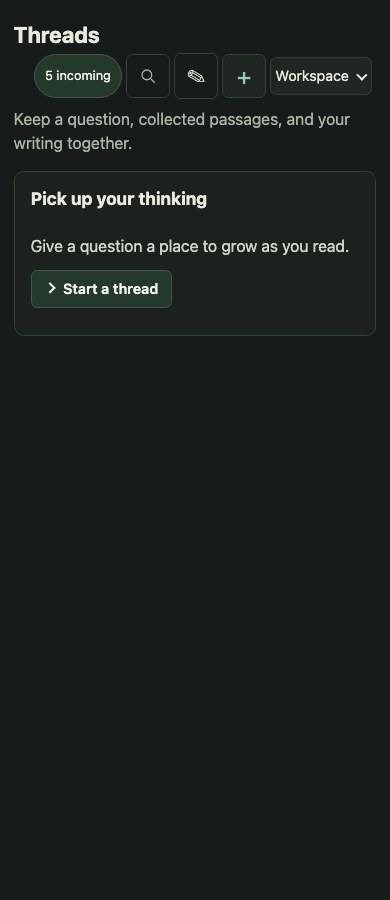 Threads
5 incoming
Workspace
Keep a question, collected passages, and your
writing together.
Pick up your thinking
Give a question a place to grow as you read.
Start a thread